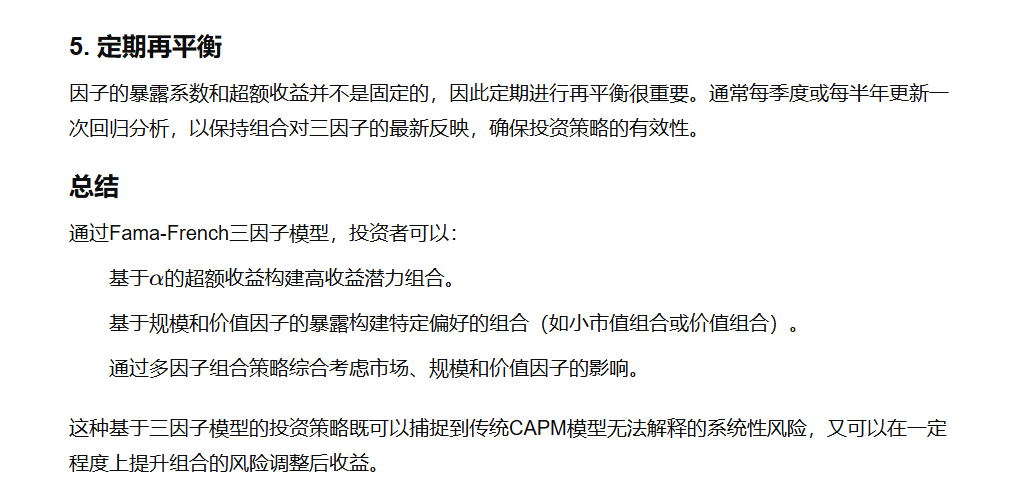 5. 定期再平衡
因子的暴露系数和超额收益并不是固定的，因此定期进行再平衡很重要。通常每季度或每半年更新一
次回归分析，以保持组合对三因子的最新反映，确保投资策略的有效性。
总结
通过Fama-French三因子模型，投资者可以：
基于α的超额收益构建高收益潜力组合。
基于规模和价值因子的暴露构建特定偏好的组合（如小市值组合或价值组合）。
通过多因子组合策略综合考虑市场、规模和价值因子的影响。
这种基于三因子模型的投资策略既可以捕捉到传统CAPM模型无法解释的系统性风险，又可以在一定
程度上提升组合的风险调整后收益。